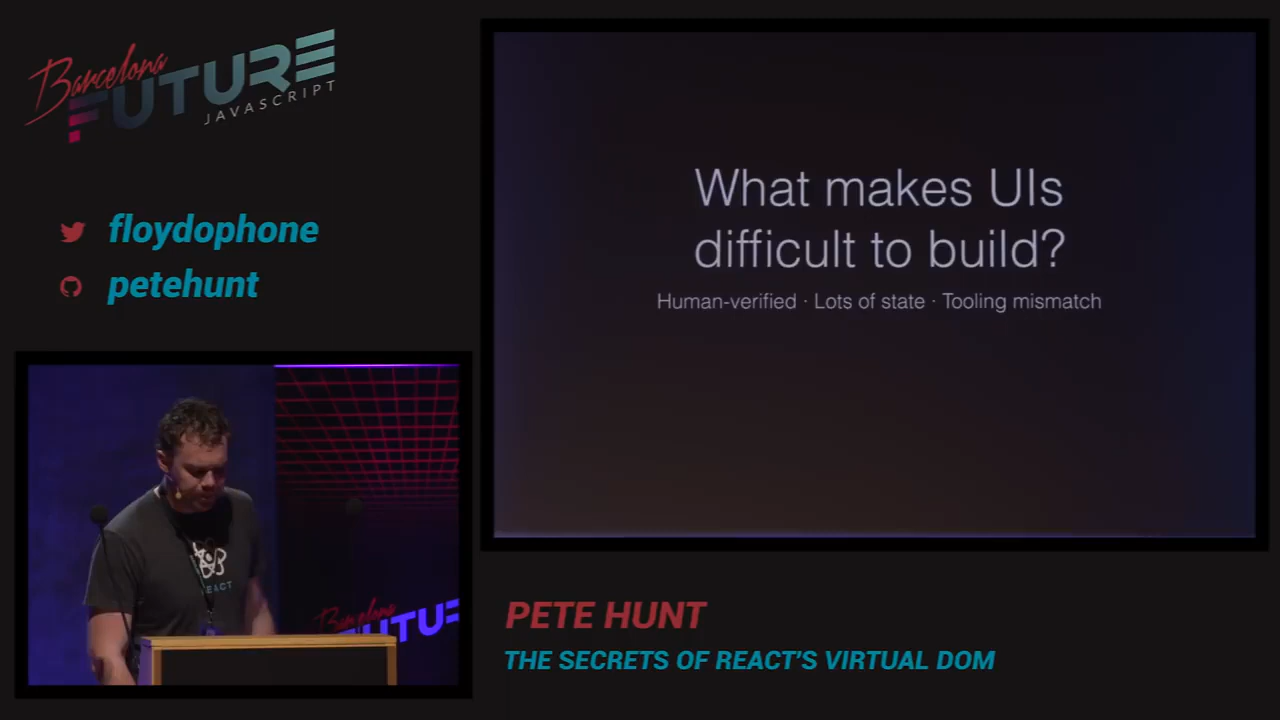 Barcelona
FUTURE
JAVASCRIPT
floydophone
petehunt
What makes UIs
difficult to build?
Human-verified · Lots of state · Tooling mismatch
Barcelona
PETE HUNT
THE SECRETS OF REACT'S VIRTUAL DOM